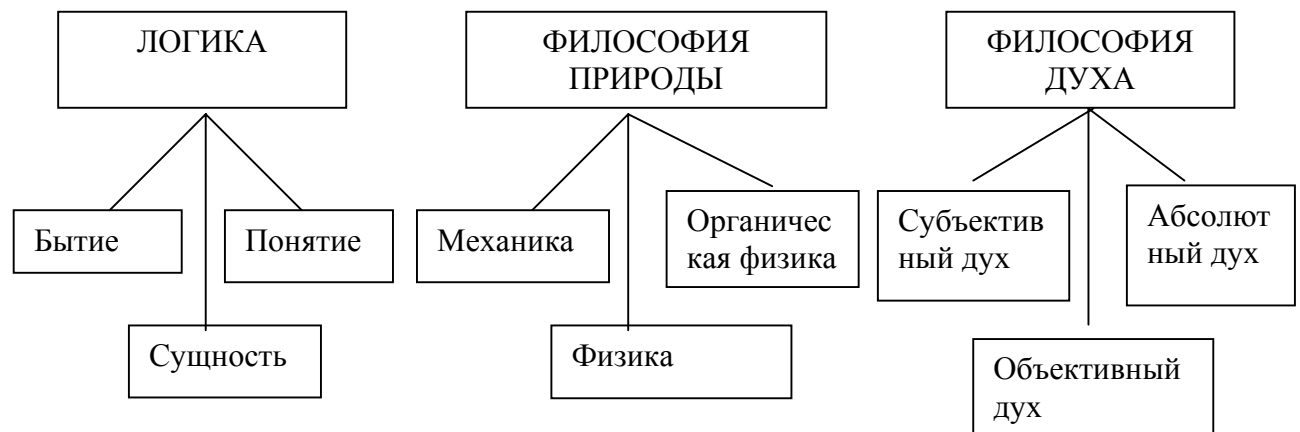 ЛОГИКА
ФИЛОСОФИЯ
ПРИРОДЫ
ФИЛОСОФИЯ
ДУХА
Бытие
Понятие
Сущность
Механика
Органичес
кая физика
Физика
Субъектив
ный дух
Абсолют
ный дух
Объективный
дух